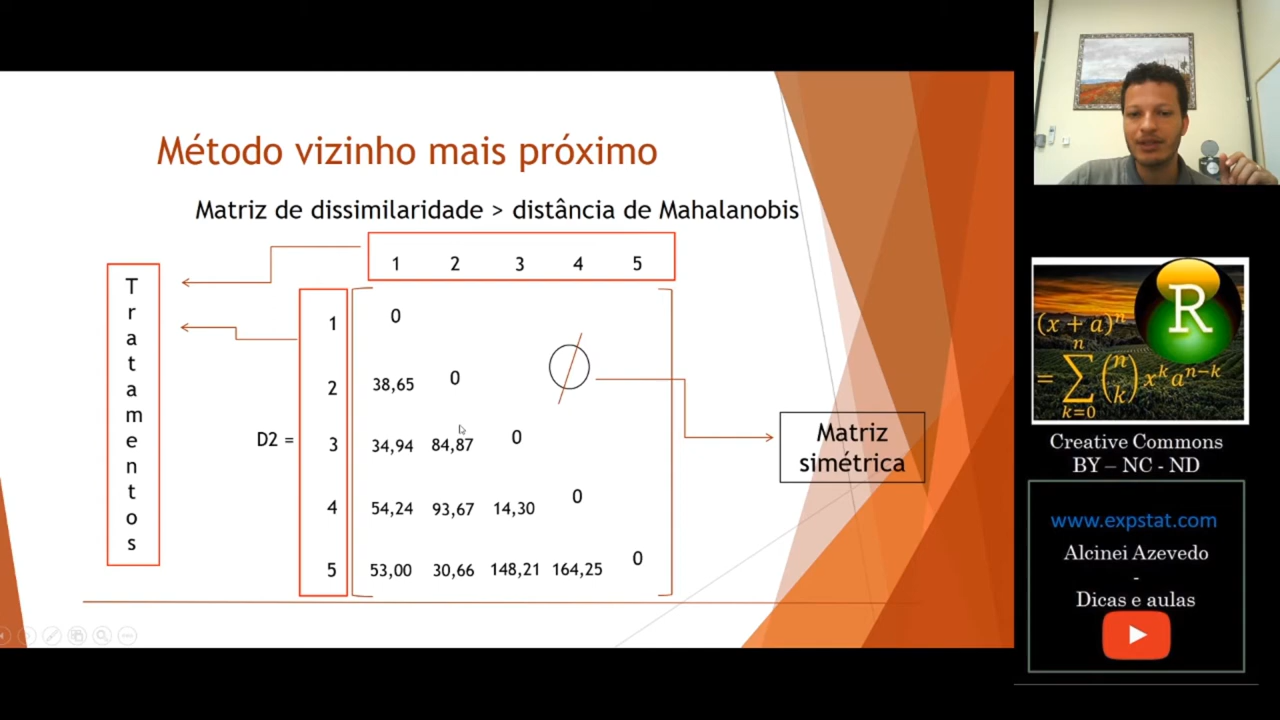 Método vizinho mais próximo
Matriz de dissimilaridade > distância de Mahalanobis
Tratamentos
1 2 3 4 5
1 0
2 38,65 0
D2 = 3 34,94 84,87 0
4 54,24 93,67 14,30 0
5 53,00 30,66 148,21 164,25 0
Matriz
simétrica
R
(x + a)^n
= ∑_{k=0}^{n} (n k) x^k a^{n−k}
Creative Commons
BY – NC - ND
www.expstat.com
Alcinei Azevedo
-
Dicas e aulas